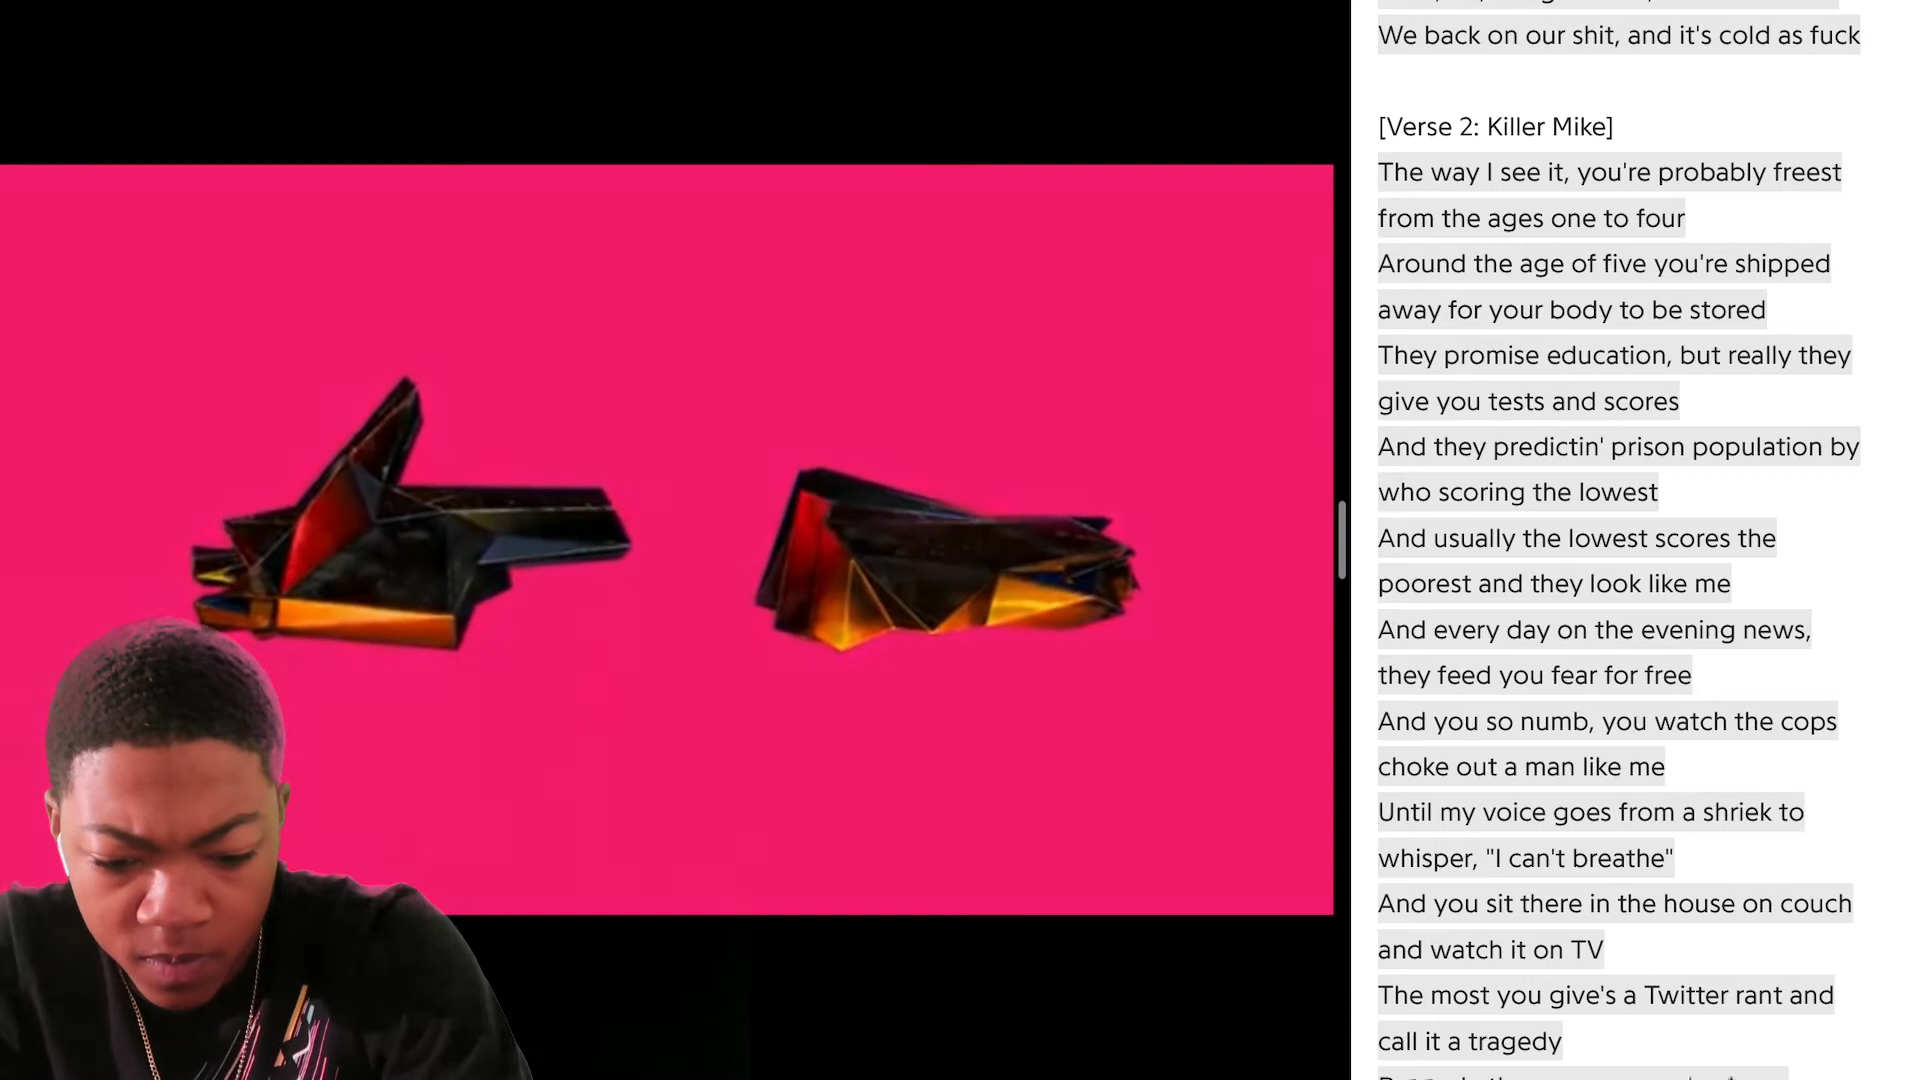 We back on our shit, and it's cold as fuck
[Verse 2: Killer Mike]
The way I see it, you're probably freest
from the ages one to four
Around the age of five you're shipped
away for your body to be stored
They promise education, but really they
give you tests and scores
And they predictin' prison population by
who scoring the lowest
And usually the lowest scores the
poorest and they look like me
And every day on the evening news,
they feed you fear for free
And you so numb, you watch the cops
choke out a man like me
Until my voice goes from a shriek to
whisper, "I can't breathe"
And you sit there in the house on couch
and watch it on TV
The most you give's a Twitter rant and
call it a tragedy